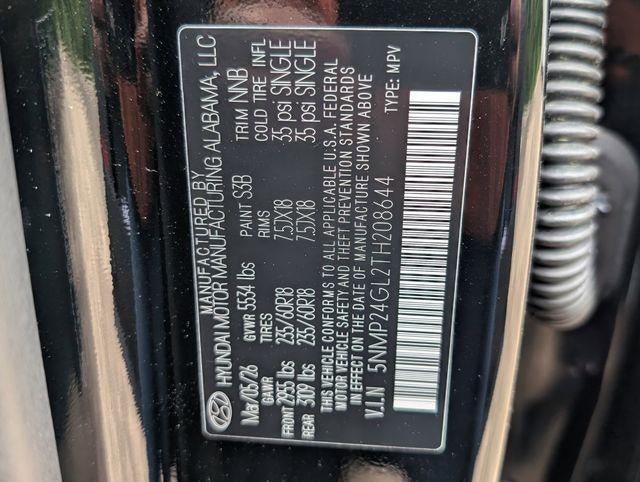 MANUFACTURED BY
HYUNDAI MOTOR MANUFACTURING ALABAMA, LLC
Mar/05/26 GVWR 5534 lbs PAINT S3B TRIM NNB
GAWR TIRES RIMS COLD TIRE INFL
FRONT 2955 lbs 235/60R18 7.5JX18 35 psi SINGLE
REAR 3109 lbs 235/60R18 7.5JX18 35 psi SINGLE
THIS VEHICLE CONFORMS TO ALL APPLICABLE U.S.A. FEDERAL
MOTOR VEHICLE SAFETY AND THEFT PREVENTION STANDARDS
IN EFFECT ON THE DATE OF MANUFACTURE SHOWN ABOVE
V.I.N 5NMP24GL2TH208644 TYPE: MPV